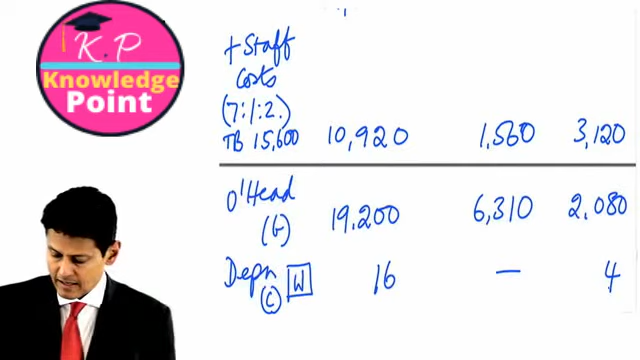 K.P
Knowledge
Point
+ Staff
Costs
(7:1:2.)
TB 15,600 10,920 1,560 3,120
O'Head
(b) 19,200 6,310 2,080
Depn W 16 — 4
(c)